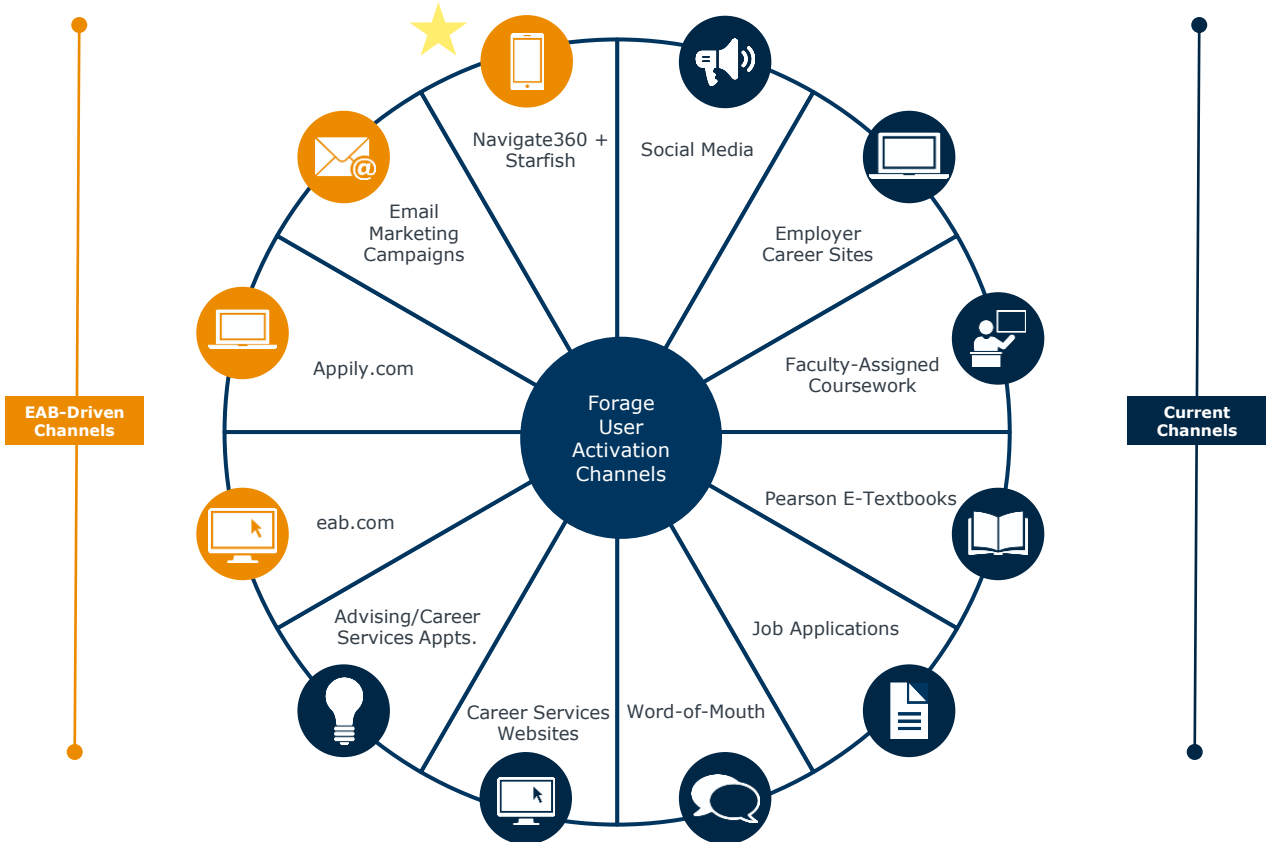 Navigate360 +
Starfish
Social Media
Email
Marketing
Campaigns
Employer
Career Sites
Appily.com
Faculty-Assigned
Coursework
EAB-Driven
Channels
Forage
User
Activation
Channels
Current
Channels
eab.com
Pearson E-Textbooks
Advising/Career
Services Appts.
Job Applications
Career Services
Websites
Word-of-Mouth
@